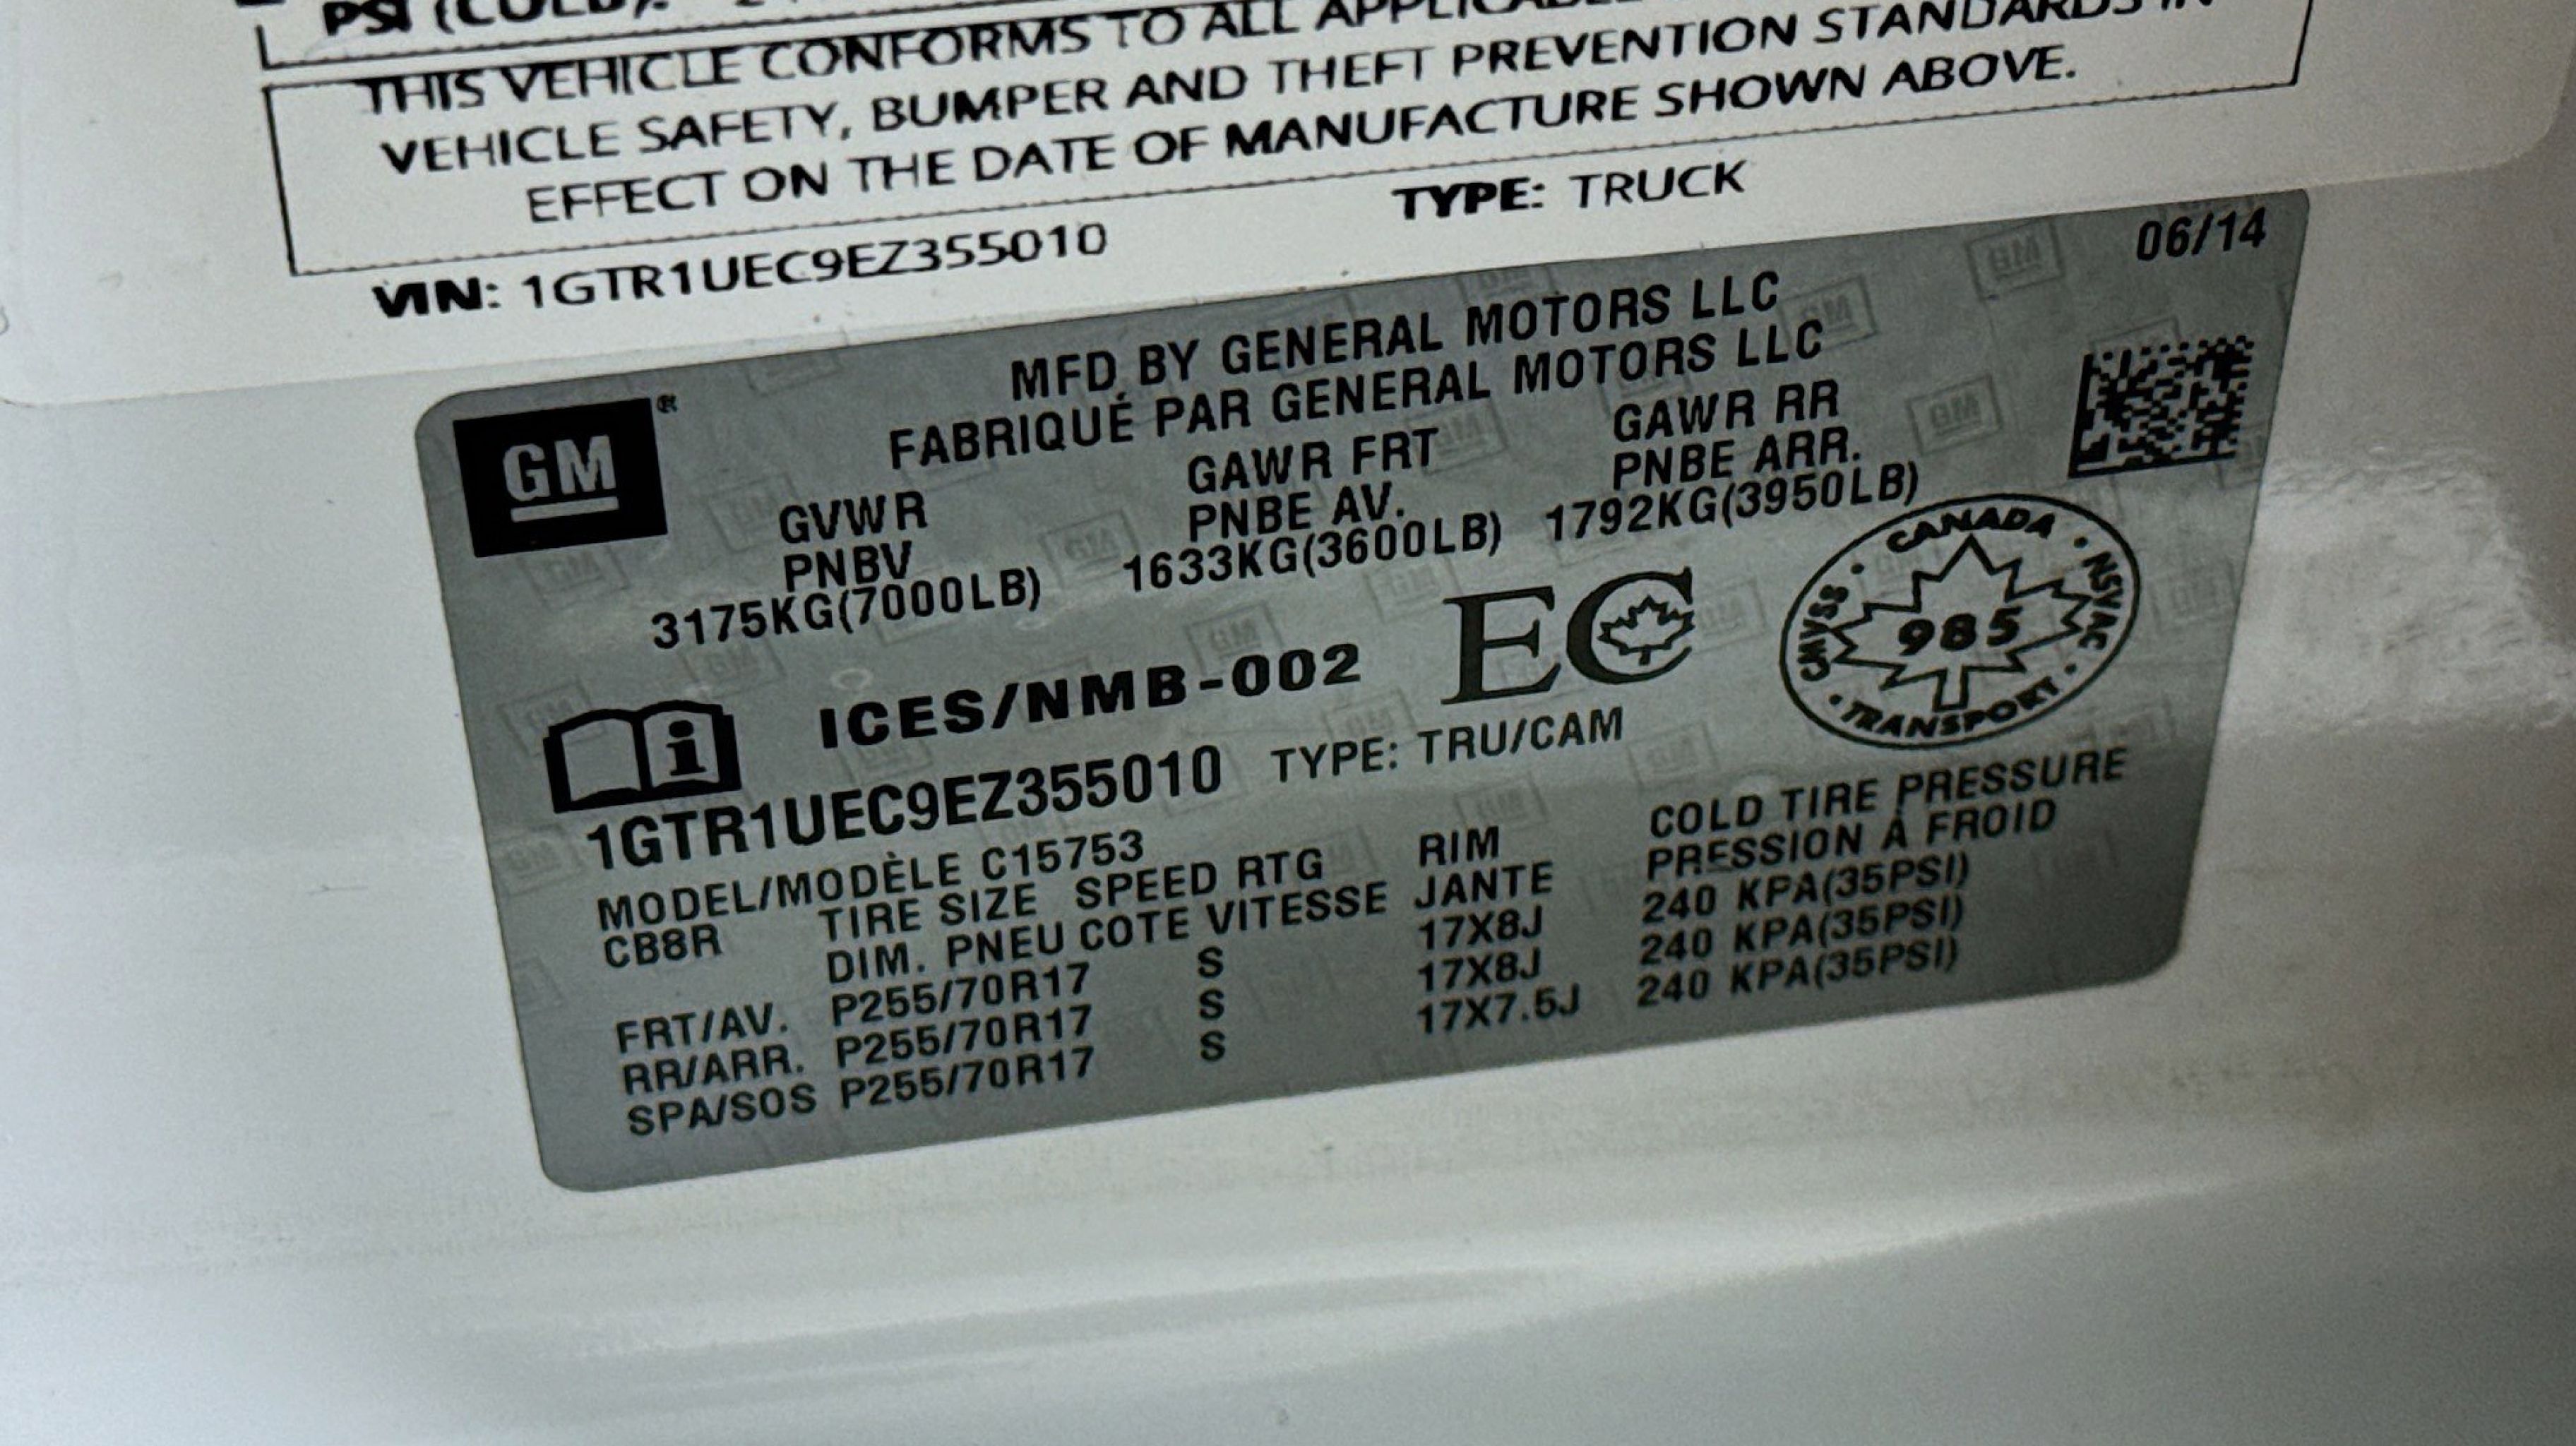 PSI (COLD):
THIS VEHICLE CONFORMS TO ALL APPLICABLE
VEHICLE SAFETY, BUMPER AND THEFT PREVENTION STANDARDS IN
EFFECT ON THE DATE OF MANUFACTURE SHOWN ABOVE.
VIN: 1GTR1UEC9EZ355010 TYPE: TRUCK
06/14
GM®
MFD BY GENERAL MOTORS LLC
FABRIQUÉ PAR GENERAL MOTORS LLC
GVWR GAWR FRT GAWR RR
PNBV PNBE AV. PNBE ARR.
3175KG(7000LB) 1633KG(3600LB) 1792KG(3950LB)
ICES/NMB-002 EC
CANADA · NSVAC · TRANSPORT · CMVSS ·
985
1GTR1UEC9EZ355010 TYPE: TRU/CAM
MODEL/MODÈLE C15753
CB8R TIRE SIZE SPEED RTG RIM COLD TIRE PRESSURE
DIM. PNEU COTE VITESSE JANTE PRESSION À FROID
FRT/AV. P255/70R17 S 17X8J 240 KPA(35PSI)
RR/ARR. P255/70R17 S 17X8J 240 KPA(35PSI)
SPA/SOS P255/70R17 S 17X7.5J 240 KPA(35PSI)